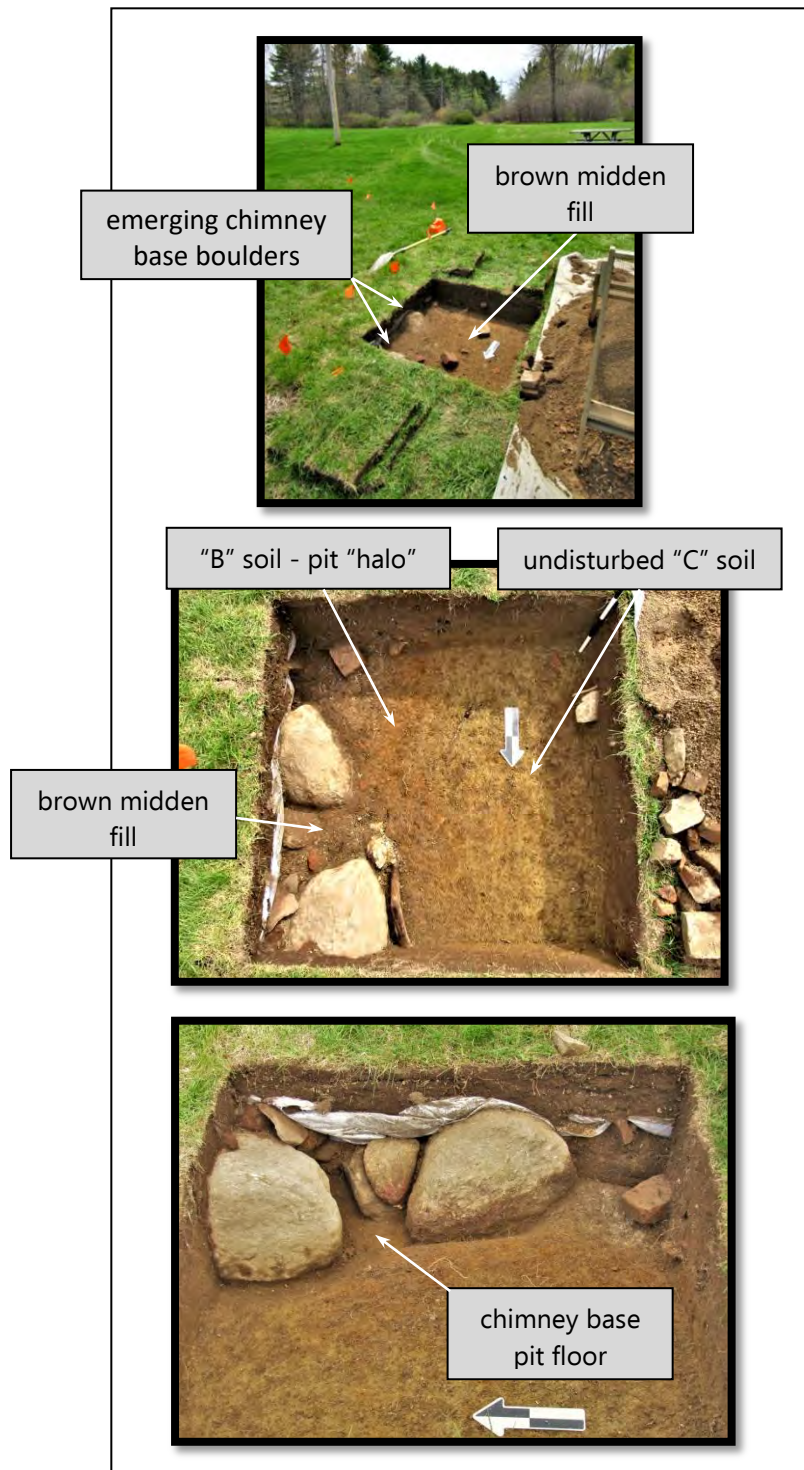 brown midden
fill
emerging chimney
base boulders
“B” soil - pit “halo”
undisturbed “C” soil
brown midden
fill
chimney base
pit floor